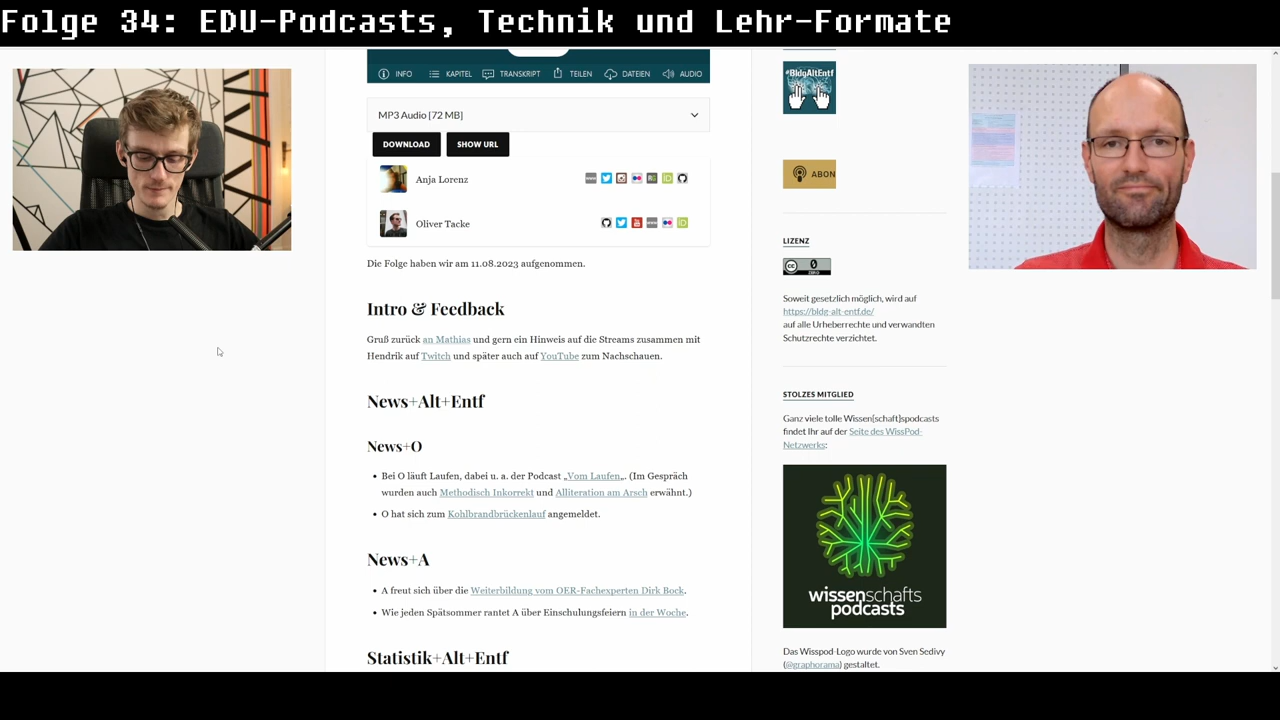 Folge 34: EDU-Podcasts, Technik und Lehr-Formate
INFO KAPITEL TRANSKRIPT TEILEN DATEIEN AUDIO
MP3 Audio [72 MB]
DOWNLOAD SHOW URL
Anja Lorenz
Oliver Tacke
Die Folge haben wir am 11.08.2023 aufgenommen.
Intro & Feedback
Gruß zurück an Mathias und gern ein Hinweis auf die Streams zusammen mit
Hendrik auf Twitch und später auch auf YouTube zum Nachschauen.
News+Alt+Entf
News+O
• Bei O läuft Laufen, dabei u. a. der Podcast „Vom Laufen„. (Im Gespräch
wurden auch Methodisch Inkorrekt und Alliteration am Arsch erwähnt.)
• O hat sich zum Kohlbrandbrückenlauf angemeldet.
News+A
• A freut sich über die Weiterbildung vom OER-Fachexperten Dirk Bock.
• Wie jeden Spätsommer rantet A über Einschulungsfeiern in der Woche.
Statistik+Alt+Entf
#BldgAltEntf
ABON
LIZENZ
CC 0
ZERO
Soweit gesetzlich möglich, wird auf
https://bldg-alt-entf.de/
auf alle Urheberrechte und verwandten
Schutzrechte verzichtet.
STOLZES MITGLIED
Ganz viele tolle Wissen[schaft]spodcasts
findet Ihr auf der Seite des WissPod-
Netzwerks:
wissenschafts
podcasts
Das Wisspod-Logo wurde von Sven Sedivy
(@graphorama) gestaltet.